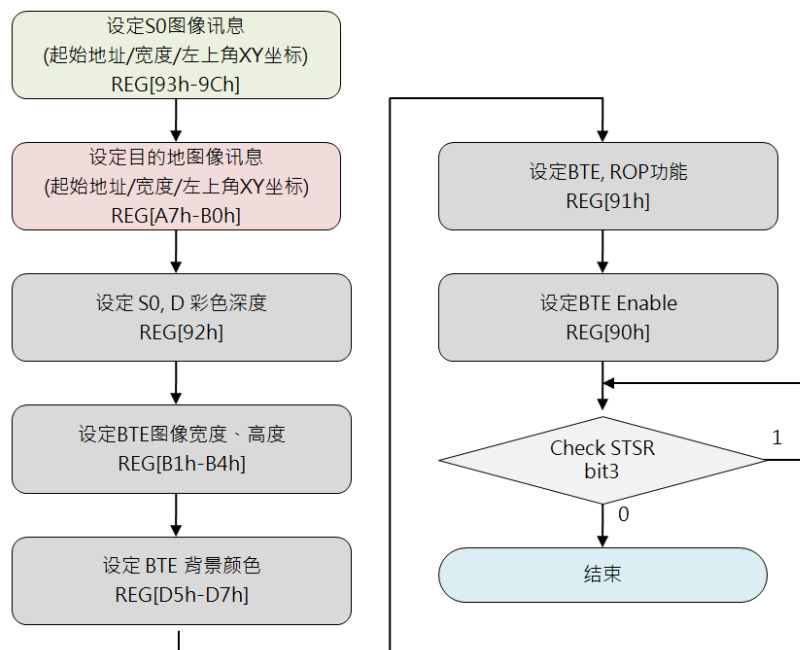 设定S0图像讯息
(起始地址/宽度/左上角XY坐标)
REG[93h-9Ch]
设定目的地图像讯息
(起始地址/宽度/左上角XY坐标)
REG[A7h-B0h]
设定 S0, D 彩色深度
REG[92h]
设定BTE图像宽度、高度
REG[B1h-B4h]
设定 BTE 背景颜色
REG[D5h-D7h]
设定BTE, ROP功能
REG[91h]
设定BTE Enable
REG[90h]
Check STSR
bit3
1
0
结束